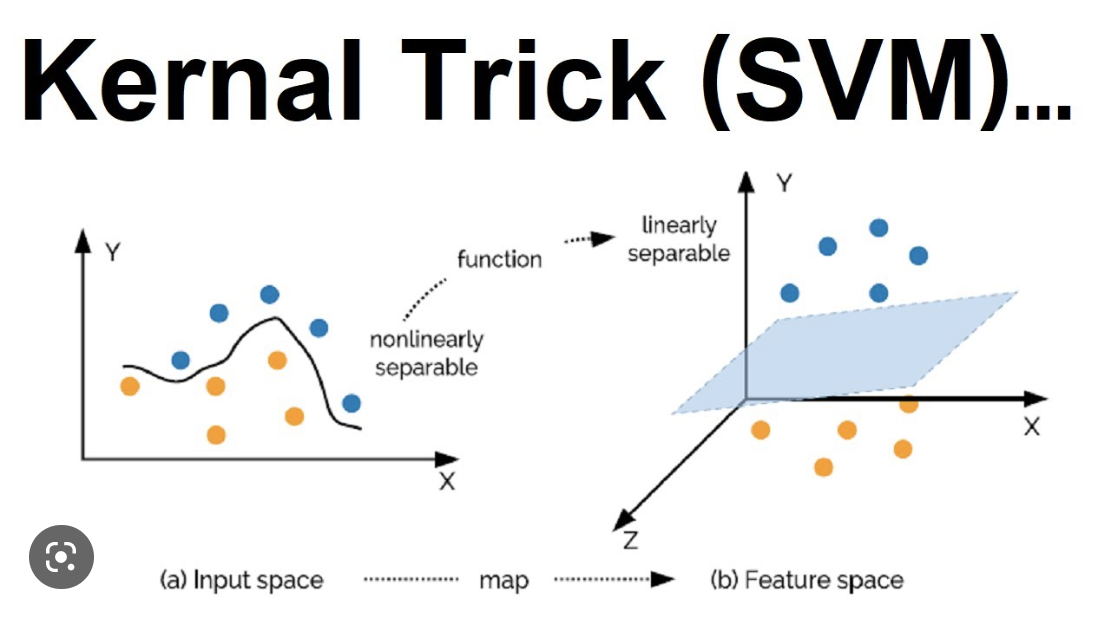 Kernal Trick (SVM)...
Y
X
nonlinearly
separable
function
linearly
separable
Y
X
Z
(a) Input space
map
(b) Feature space